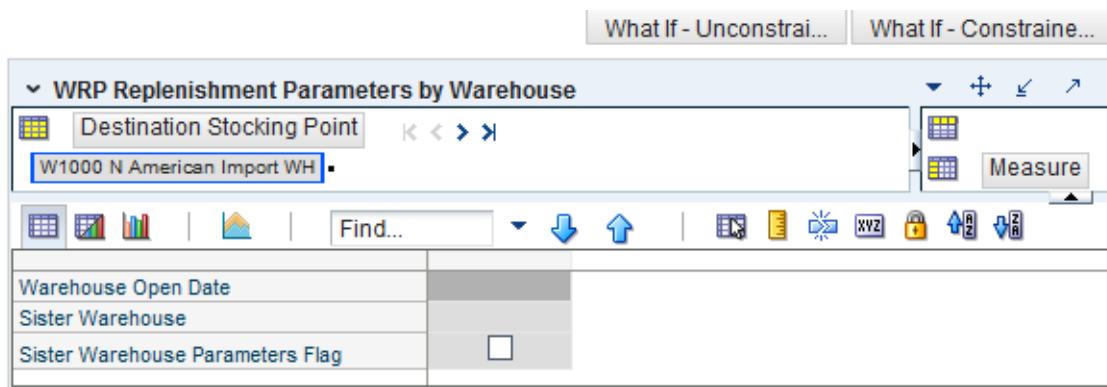 What If - Unconstrai... What If - Constraine...
WRP Replenishment Parameters by Warehouse
Destination Stocking Point
W1000 N American Import WH
Measure
Find... XYZ A Z Z A
Warehouse Open Date
Sister Warehouse
Sister Warehouse Parameters Flag